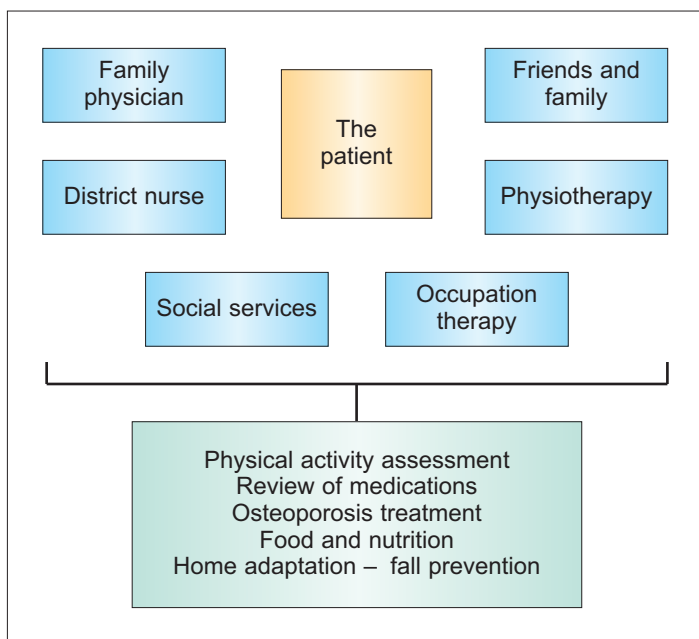 Family
physician
The
patient
Friends and
family
District nurse
Physiotherapy
Social services
Occupation
therapy
Physical activity assessment
Review of medications
Osteoporosis treatment
Food and nutrition
Home adaptation – fall prevention